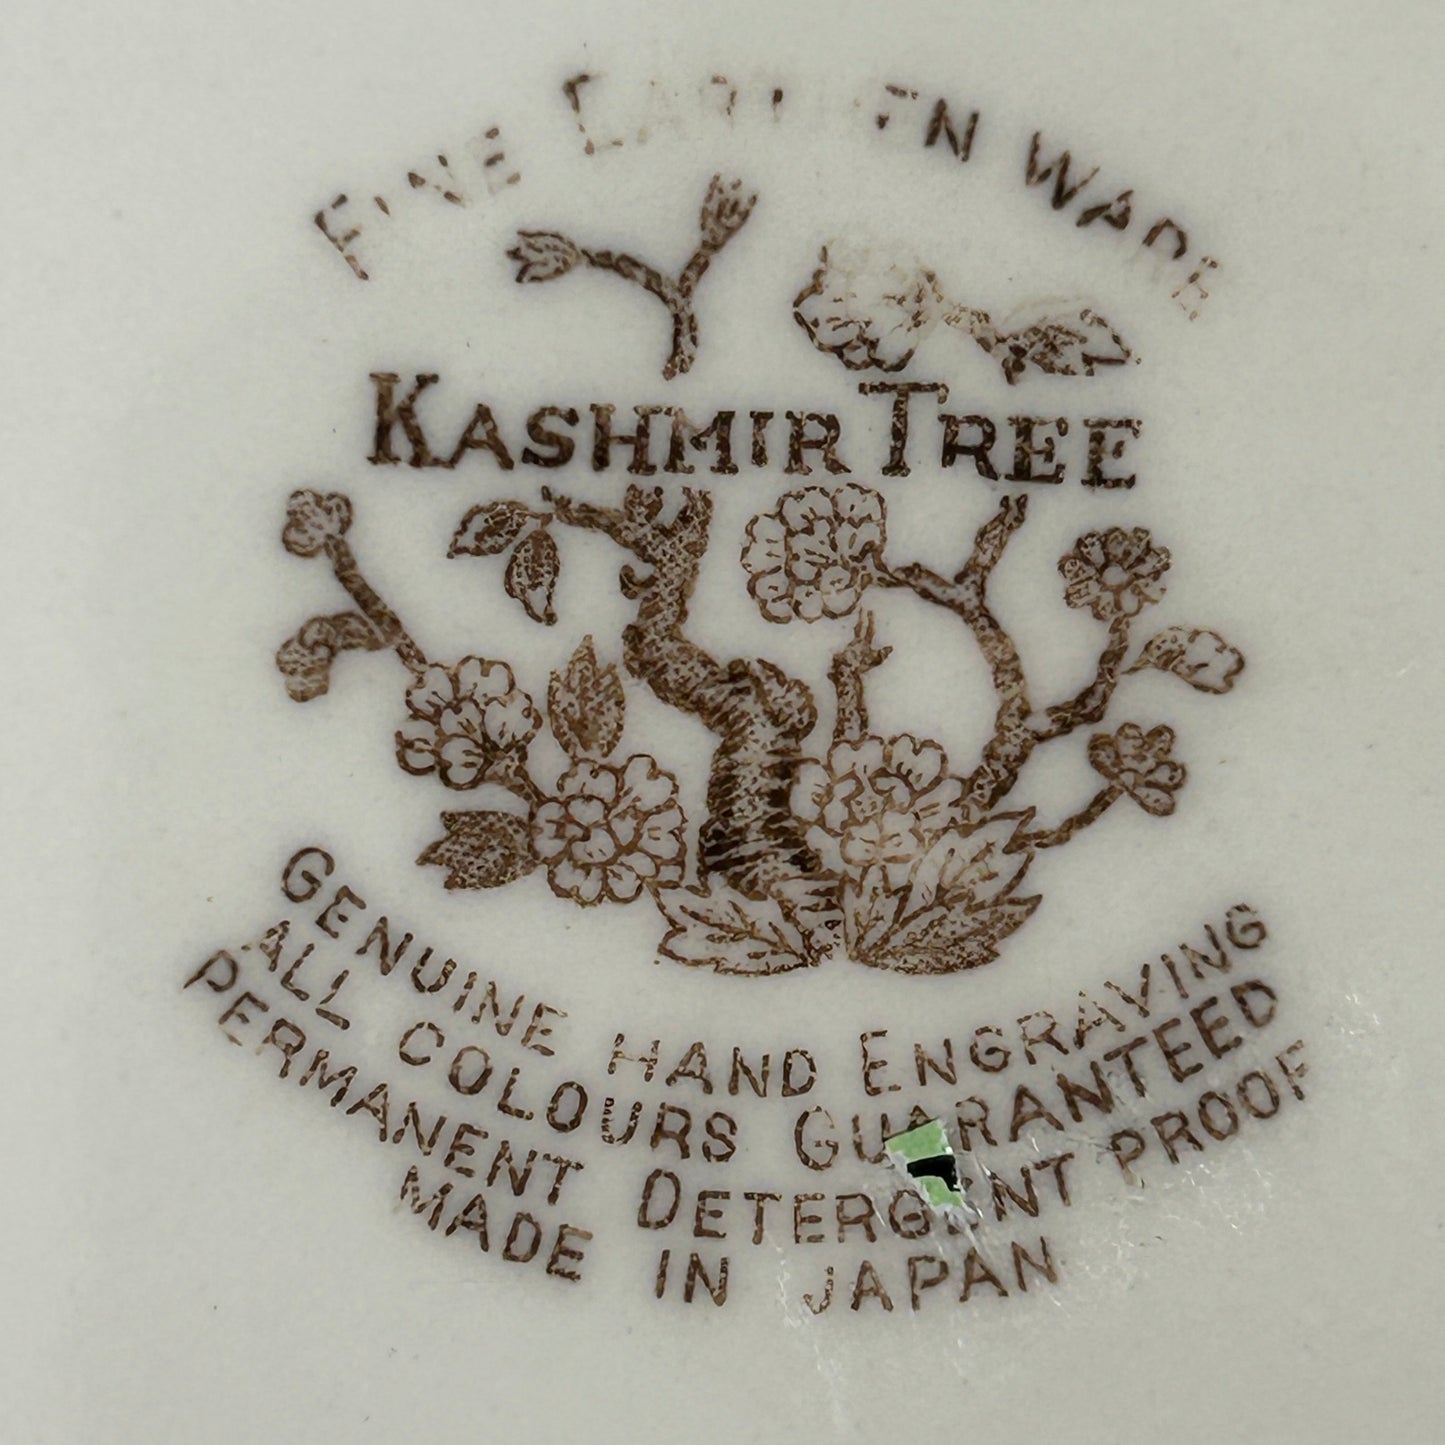 FINE EARTHEN WARE
KASHMIR TREE
GENUINE HAND ENGRAVING
ALL COLOURS GUARANTEED
PERMANENT DETERGENT PROOF
MADE IN JAPAN